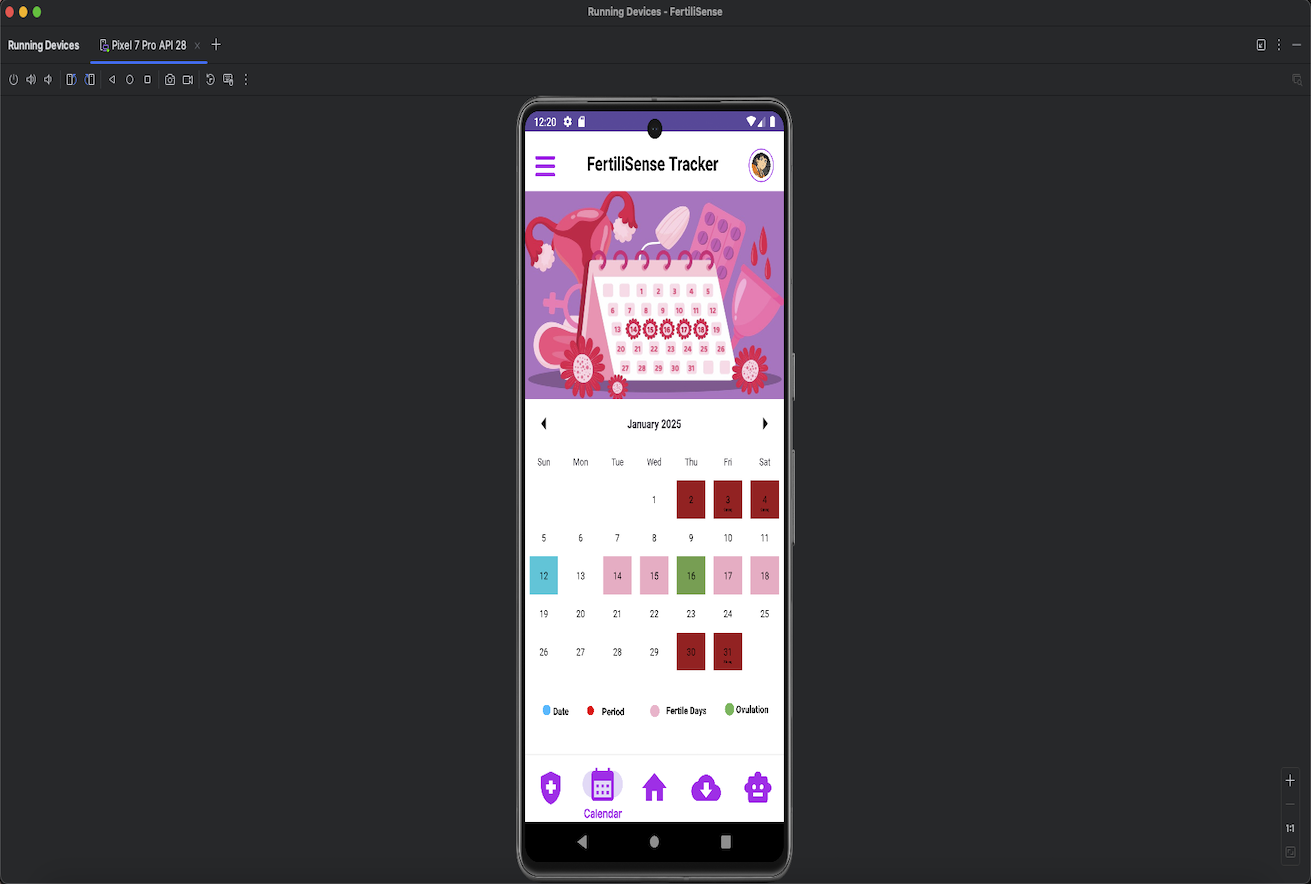 Running Devices - FertiliSense
Running Devices Pixel 7 Pro API 28
12:20
FertiliSense Tracker
1 2 3 4 5
6 7 8 9 10 11 12
13 14 15 16 17 18 19
20 21 22 23 24 25 26
27 28 29 30 31
January 2025
Sun Mon Tue Wed Thu Fri Sat
1 2 3 4
5 6 7 8 9 10 11
12 13 14 15 16 17 18
19 20 21 22 23 24 25
26 27 28 29 30 31
Date Period Fertile Days Ovulation
Calendar
1:1